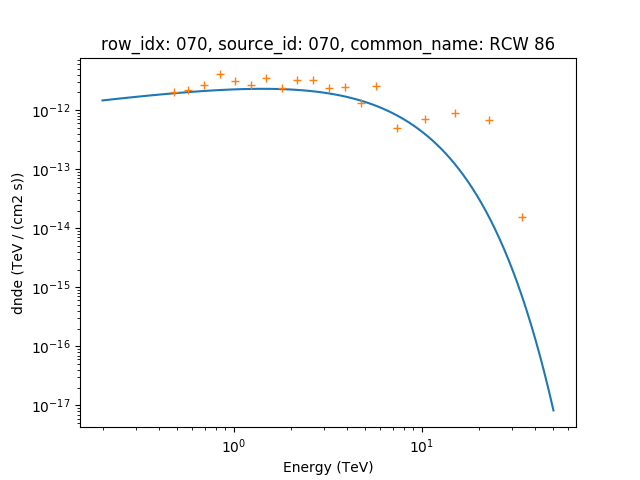 row_idx: 070, source_id: 070, common_name: RCW 86
10⁻¹²
10⁻¹³
10⁻¹⁴
10⁻¹⁵
10⁻¹⁶
10⁻¹⁷
dnde (TeV / (cm2 s))
10⁰
10¹
Energy (TeV)